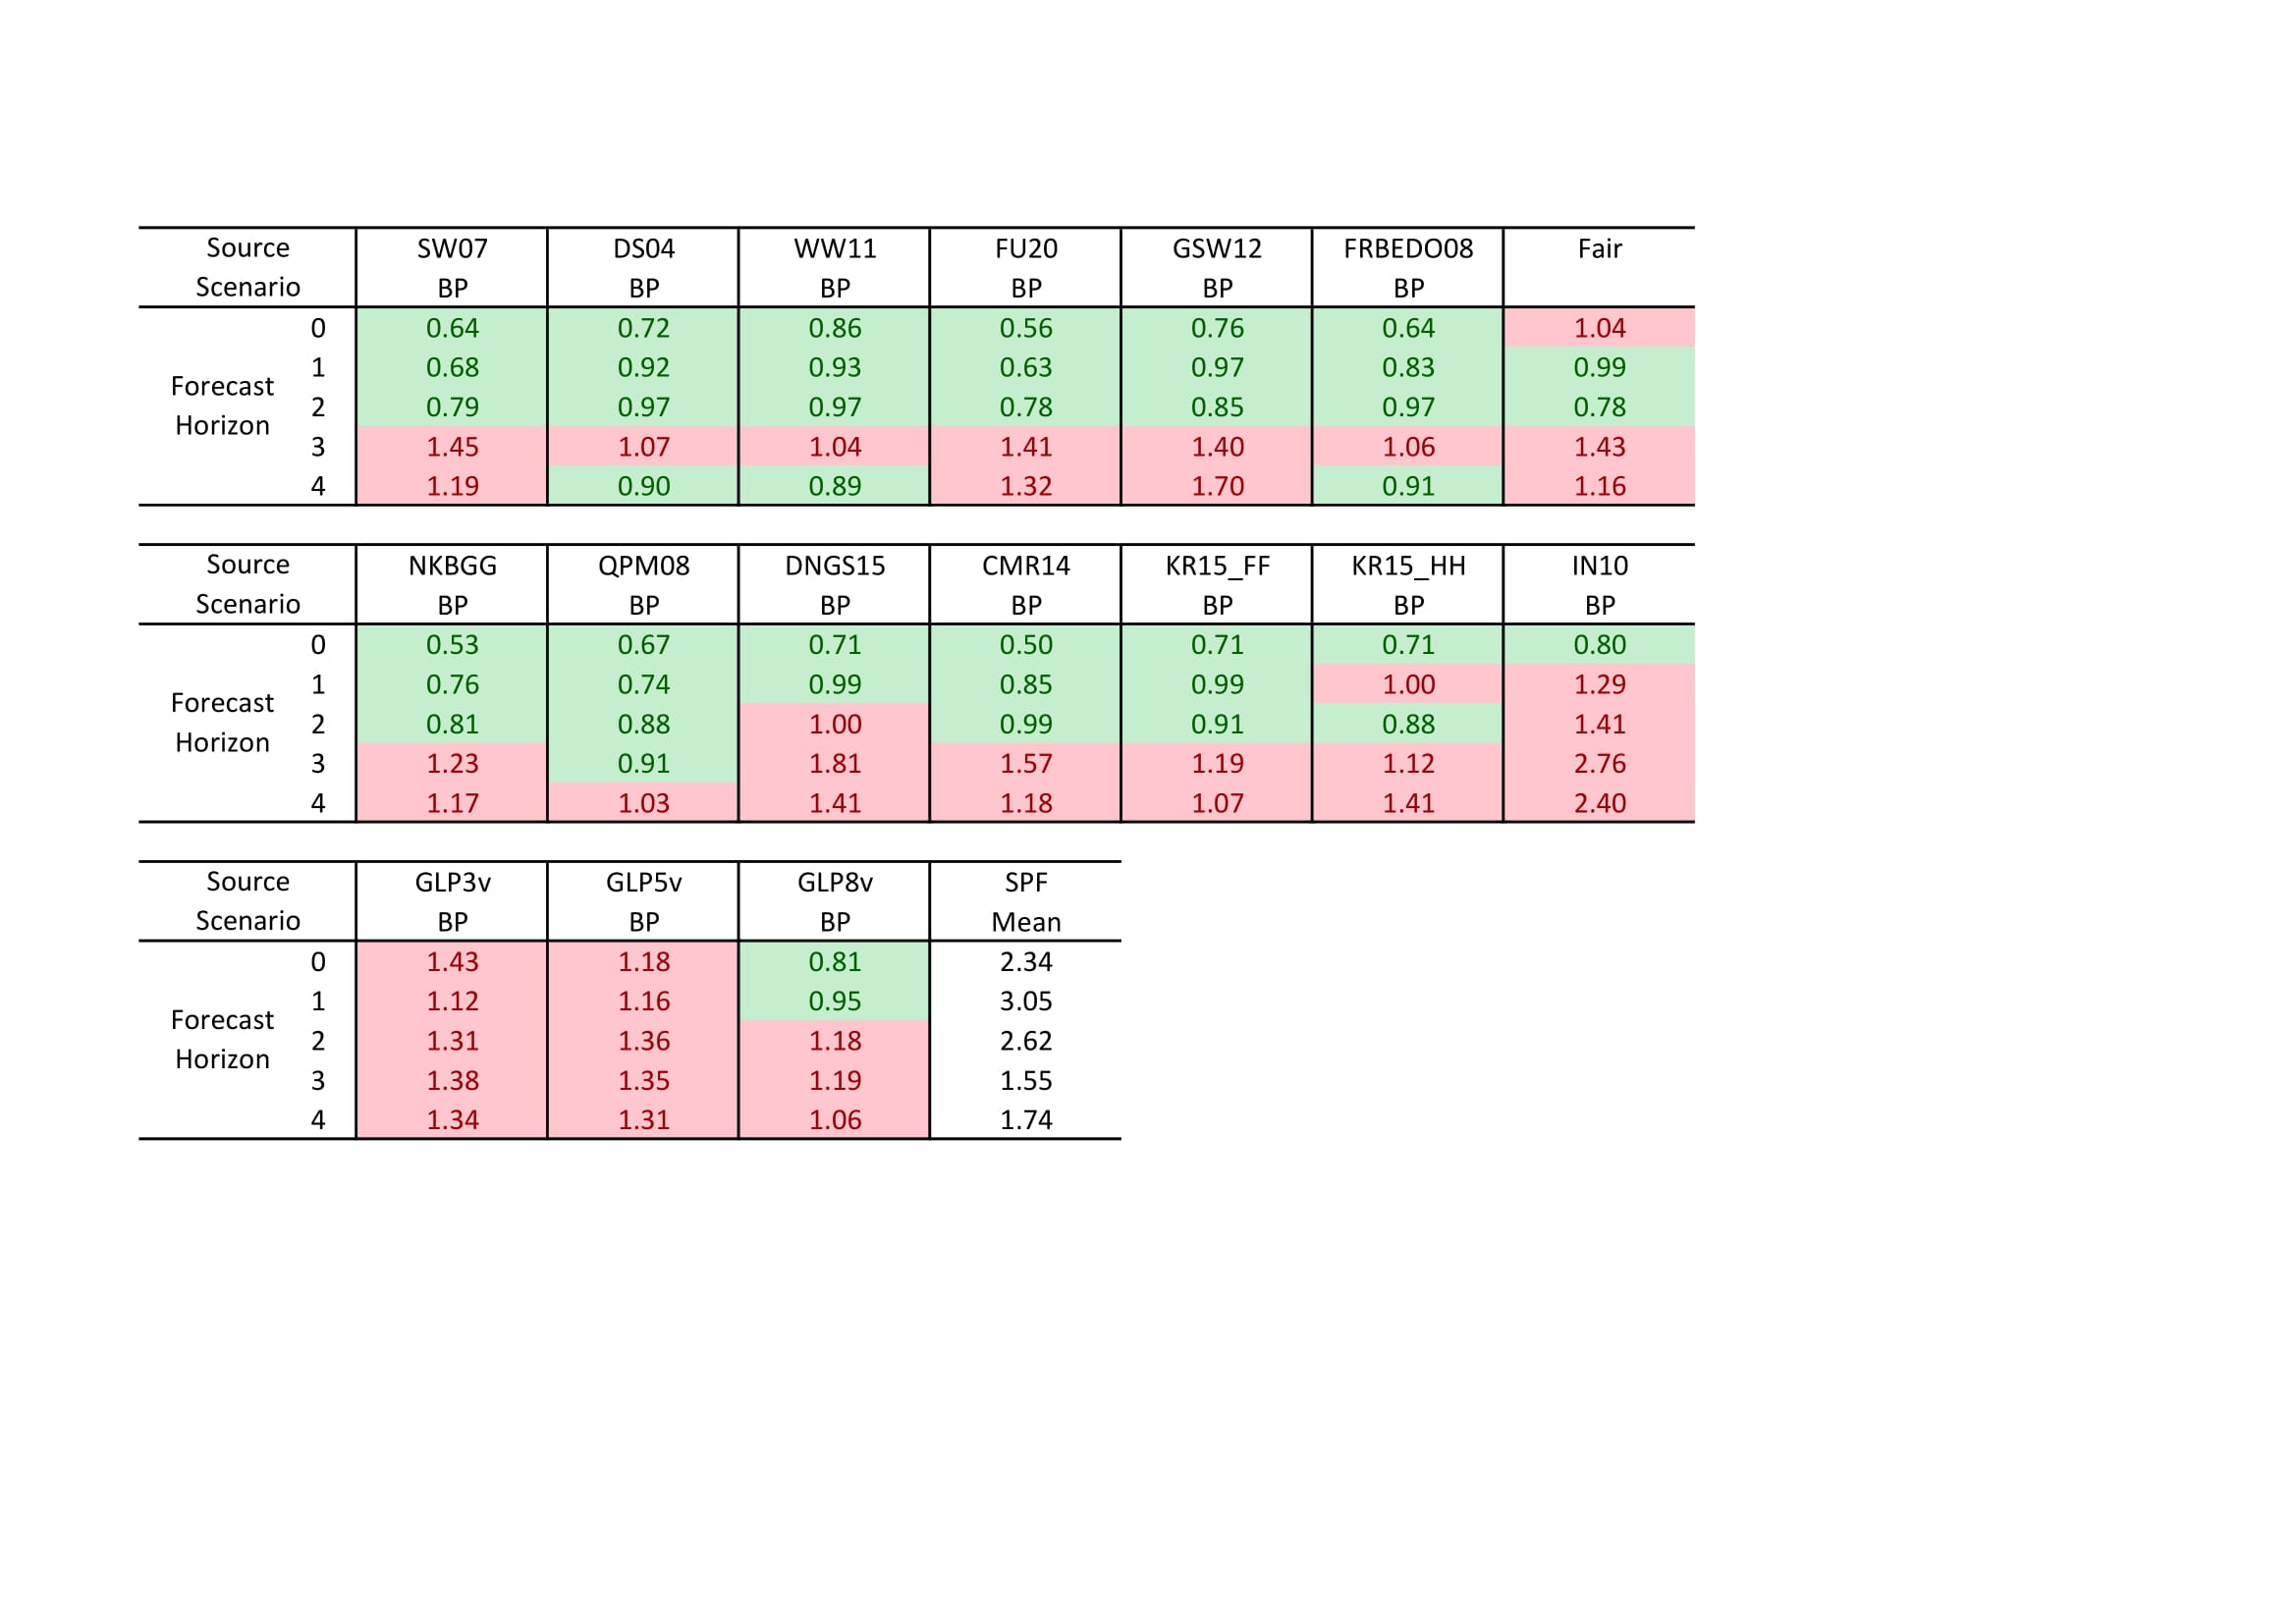 Source SW07 DS04 WW11 FU20 GSW12 FRBEDO08 Fair
Scenario BP BP BP BP BP BP
0 0.64 0.72 0.86 0.56 0.76 0.64 1.04
1 0.68 0.92 0.93 0.63 0.97 0.83 0.99
Forecast
2 0.79 0.97 0.97 0.78 0.85 0.97 0.78
Horizon
3 1.45 1.07 1.04 1.41 1.40 1.06 1.43
4 1.19 0.90 0.89 1.32 1.70 0.91 1.16
Source NKBGG QPM08 DNGS15 CMR14 KR15_FF KR15_HH IN10
Scenario BP BP BP BP BP BP BP
0 0.53 0.67 0.71 0.50 0.71 0.71 0.80
1 0.76 0.74 0.99 0.85 0.99 1.00 1.29
Forecast
2 0.81 0.88 1.00 0.99 0.91 0.88 1.41
Horizon
3 1.23 0.91 1.81 1.57 1.19 1.12 2.76
4 1.17 1.03 1.41 1.18 1.07 1.41 2.40
Source GLP3v GLP5v GLP8v SPF
Scenario BP BP BP Mean
0 1.43 1.18 0.81 2.34
1 1.12 1.16 0.95 3.05
Forecast
2 1.31 1.36 1.18 2.62
Horizon
3 1.38 1.35 1.19 1.55
4 1.34 1.31 1.06 1.74